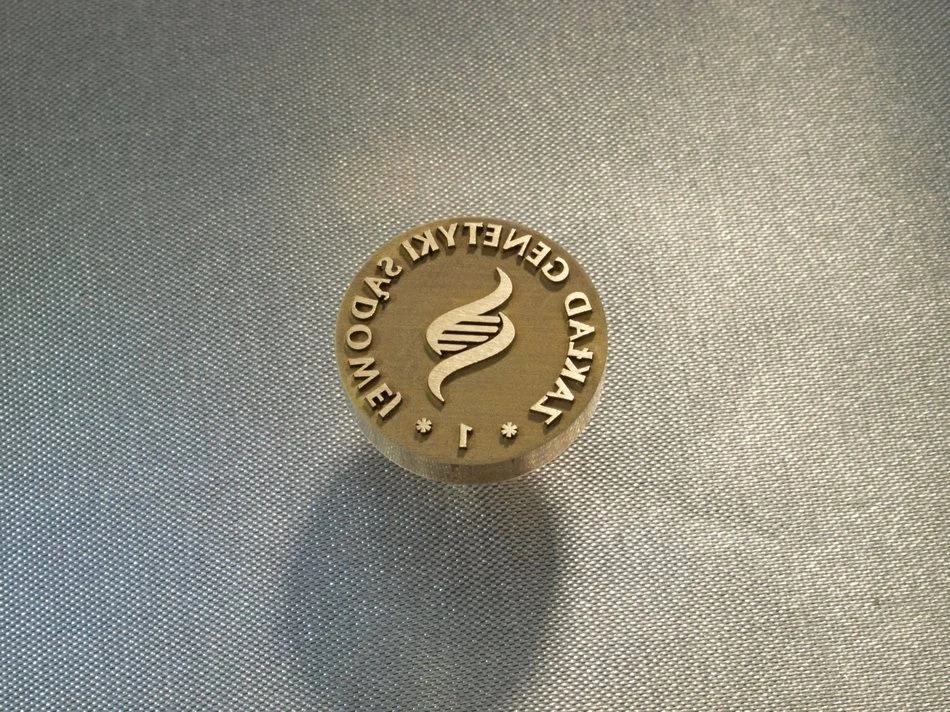 ZAKŁAD GENETYKI SĄDOWEJ
* 1 *